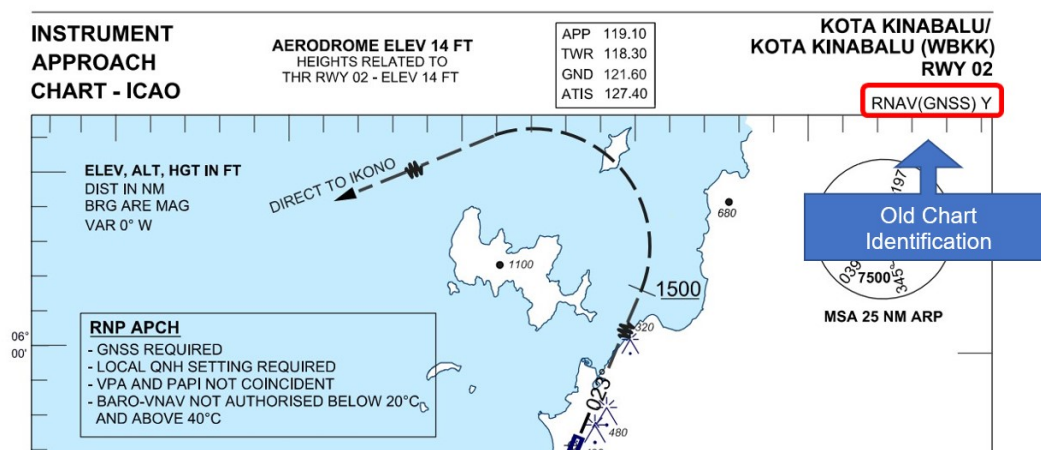 INSTRUMENT
APPROACH
CHART - ICAO
AERODROME ELEV 14 FT
HEIGHTS RELATED TO
THR RWY 02 - ELEV 14 FT
APP 119.10
TWR 118.30
GND 121.60
ATIS 127.40
KOTA KINABALU/
KOTA KINABALU (WBKK)
RWY 02
RNAV(GNSS) Y
ELEV, ALT, HGT IN FT
DIST IN NM
BRG ARE MAG
VAR 0° W
DIRECT TO IKONO
680
1100
1500
320
197
Old Chart
Identification
039
7500
345°
MSA 25 NM ARP
06°
00'
RNP APCH
- GNSS REQUIRED
- LOCAL QNH SETTING REQUIRED
- VPA AND PAPI NOT COINCIDENT
- BARO-VNAV NOT AUTHORISED BELOW 20°C
AND ABOVE 40°C
023°
480